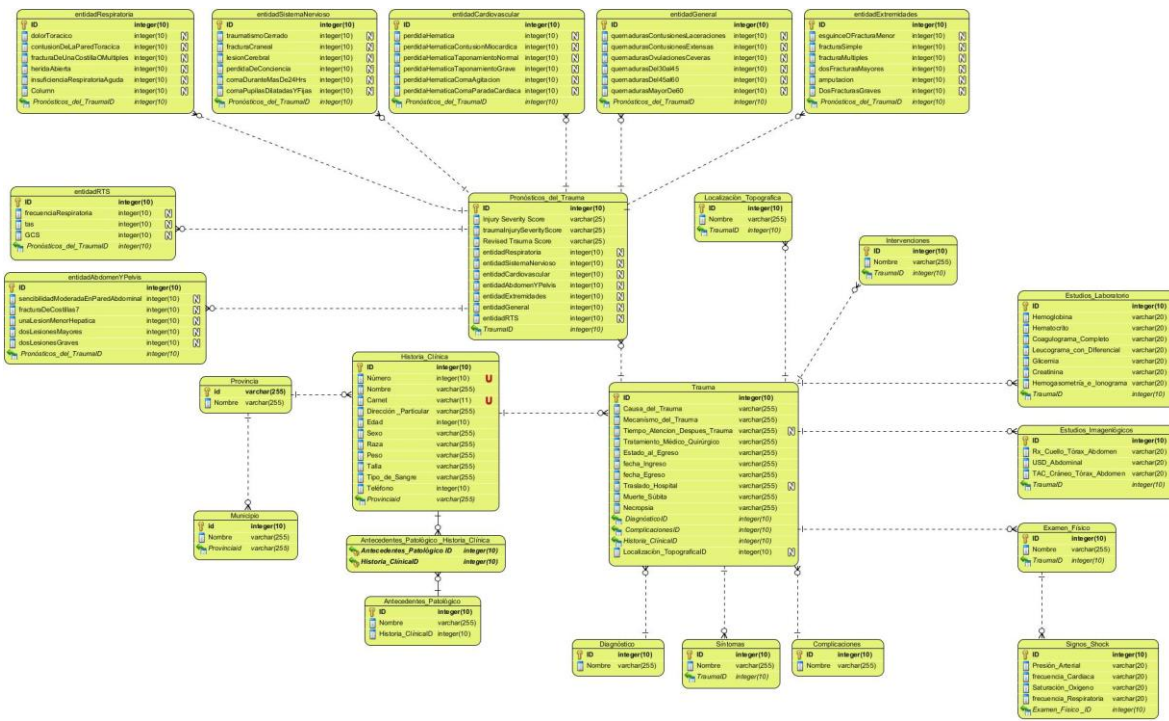 entidadRespiratoria
ID integer(10)
dolorToracico integer(10)
contusionDeLaParedToracica integer(10)
fracturaDeUnaCostillaOMultiples integer(10)
heridaAbierta integer(10)
insuficienciaRespiratoriaAguda integer(10)
Column integer(10)
Pronósticos_del_TraumaID integer(10)
entidadSistemaNervioso
ID integer(10)
traumatismoCerrado integer(10)
fracturaCraneal integer(10)
lesionCerebral integer(10)
perdidaDeConciencia integer(10)
comaDuranteMasDe24Hrs integer(10)
comaPupilasDilatadasYFijas integer(10)
Pronósticos_del_TraumaID integer(10)
entidadCardiovascular
ID integer(10)
perdidaHematica integer(10)
perdidaHematicaContusionMiocardica integer(10)
perdidaHematicaTaponamientoNormal integer(10)
perdidaHematicaTaponamientoGrave integer(10)
perdidaHematicaComaAgitacion integer(10)
perdidaHematicaComaParadaCardiaca integer(10)
Pronósticos_del_TraumaID integer(10)
entidadGeneral
ID integer(10)
quemadurasContusionesLaceraciones integer(10)
quemadurasContusionesExtensas integer(10)
quemadurasOvulacionesCeveras integer(10)
quemadurasDel30al45 integer(10)
quemadurasDel45al60 integer(10)
quemadurasMayorDe60 integer(10)
Pronósticos_del_TraumaID integer(10)
entidadExtremidades
ID integer(10)
esguinceOFracturaMenor integer(10)
fracturaSimple integer(10)
fracturaMultiples integer(10)
dosFracturasMayores integer(10)
amputacion integer(10)
DosFracturasGraves integer(10)
Pronósticos_del_TraumaID integer(10)
entidadRTS
ID integer(10)
frecuenciaRespiratoria integer(10)
tas integer(10)
GCS integer(10)
Pronósticos_del_TraumaID integer(10)
entidadAbdomenYPelvis
ID integer(10)
sencibilidadModeradaEnParedAbdominal integer(10)
fracturaDeCostillas7 integer(10)
unaLesionMenorHepatica integer(10)
dosLesionesMayores integer(10)
dosLesionesGraves integer(10)
Pronósticos_del_TraumaID integer(10)
Pronósticos_del_Trauma
ID integer(10)
Injury Severity Score varchar(25)
traumaInjurySeverityScore varchar(25)
Revised Trauma Score varchar(25)
entidadRespiratoria integer(10)
entidadSistemaNervioso integer(10)
entidadCardiovascular integer(10)
entidadAbdomenYPelvis integer(10)
entidadExtremidades integer(10)
entidadGeneral integer(10)
entidadRTS integer(10)
TraumaID integer(10)
Localización_Topografica
ID integer(10)
Nombre varchar(255)
TraumaID integer(10)
Intervenciones
ID integer(10)
Nombre varchar(255)
TraumaID integer(10)
Estudios_Laboratorio
ID integer(10)
Hemoglobina varchar(20)
Hematocrito varchar(20)
Coagulograma_Completo varchar(20)
Leucograma_con_Diferencial varchar(20)
Glicemia varchar(20)
Creatinina varchar(20)
Hemogasometría_e_Ionograma varchar(20)
TraumaID integer(10)
Provincia
id varchar(255)
Nombre varchar(255)
Historia_Clínica
ID integer(10)
Número integer(10) U
Nombre varchar(255)
Carnet varchar(11) U
Dirección_Particular varchar(255)
Edad integer(10)
Sexo varchar(255)
Raza varchar(255)
Peso varchar(255)
Talla varchar(255)
Tipo_de_Sangre varchar(255)
Teléfono integer(10)
Provinciaid varchar(255)
Trauma
ID integer(10)
Causa_del_Trauma varchar(255)
Mecanismo_del_Trauma varchar(255)
Tiempo_Atencion_Despues_Trauma varchar(255)
Tratamiento_Médico_Quirúrgico varchar(255)
Estado_al_Egreso varchar(255)
fecha_Ingreso varchar(255)
fecha_Egreso varchar(255)
Traslado_Hospital varchar(255)
Muerte_Súbita varchar(255)
Necropsia varchar(255)
DiagnósticoID integer(10)
ComplicacionesID integer(10)
Historia_ClínicaID integer(10)
Localización_TopograficaID integer(10)
Estudios_Imagenlógicos
ID integer(10)
Rx_Cuello_Tórax_Abdomen varchar(20)
USD_Abdominal varchar(20)
TAC_Cráneo_Tórax_Abdomen varchar(20)
TraumaID integer(10)
Municipio
Id integer(10)
Nombre varchar(255)
Provinciaid varchar(255)
Antecedentes_Patológico_Historia_Clínica
Antecedentes_Patológico ID integer(10)
Historia_ClínicaID integer(10)
Antecedentes_Patológico
ID integer(10)
Nombre varchar(255)
Historia_ClínicaID integer(10)
Examen_Físico
ID integer(10)
Nombre varchar(255)
TraumaID integer(10)
Diagnóstico
ID integer(10)
Nombre varchar(255)
Síntomas
ID integer(10)
Nombre varchar(255)
TraumaID integer(10)
Complicaciones
ID integer(10)
Nombre varchar(255)
Signos_Shock
ID integer(10)
Presión_Arterial varchar(20)
frecuencia_Cardíaca varchar(20)
Saturación_Oxigeno varchar(20)
frecuencia_Respiratoria varchar(20)
Examen_Físico_ID integer(10)